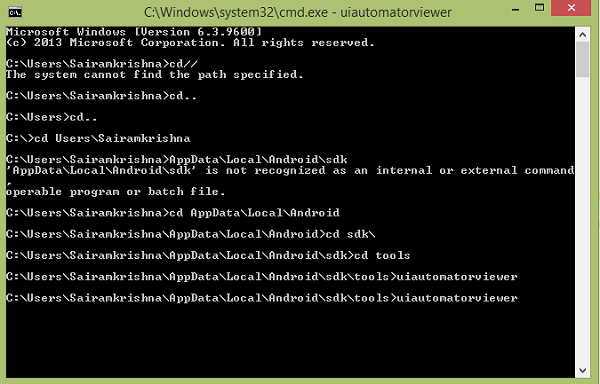 C:\Windows\system32\cmd.exe - uiautomatorviewer
Microsoft Windows [Version 6.3.9600]
(c) 2013 Microsoft Corporation. All rights reserved.
C:\Users\Sairamkrishna>cd//
The system cannot find the path specified.
C:\Users\Sairamkrishna>cd..
C:\Users>cd..
C:\>cd Users\Sairamkrishna
C:\Users\Sairamkrishna>AppData\Local\Android\sdk
'AppData\Local\Android\sdk' is not recognized as an internal or external command
,
operable program or batch file.
C:\Users\Sairamkrishna>cd AppData\Local\Android
C:\Users\Sairamkrishna\AppData\Local\Android>cd sdk\
C:\Users\Sairamkrishna\AppData\Local\Android\sdk>cd tools
C:\Users\Sairamkrishna\AppData\Local\Android\sdk\tools>uiautomatorviewer
C:\Users\Sairamkrishna\AppData\Local\Android\sdk\tools>uiautomatorviewer